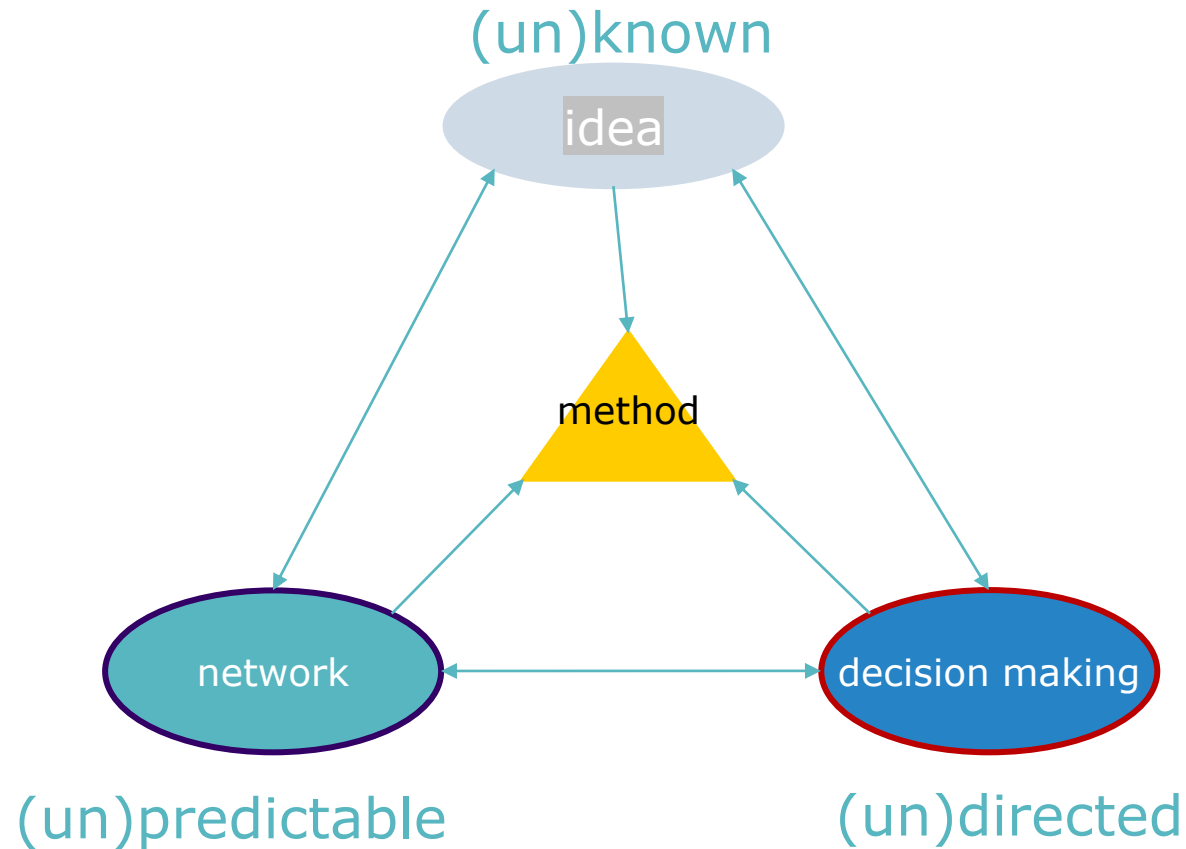 (un)known
idea
method
network
decision making
(un)predictable
(un)directed